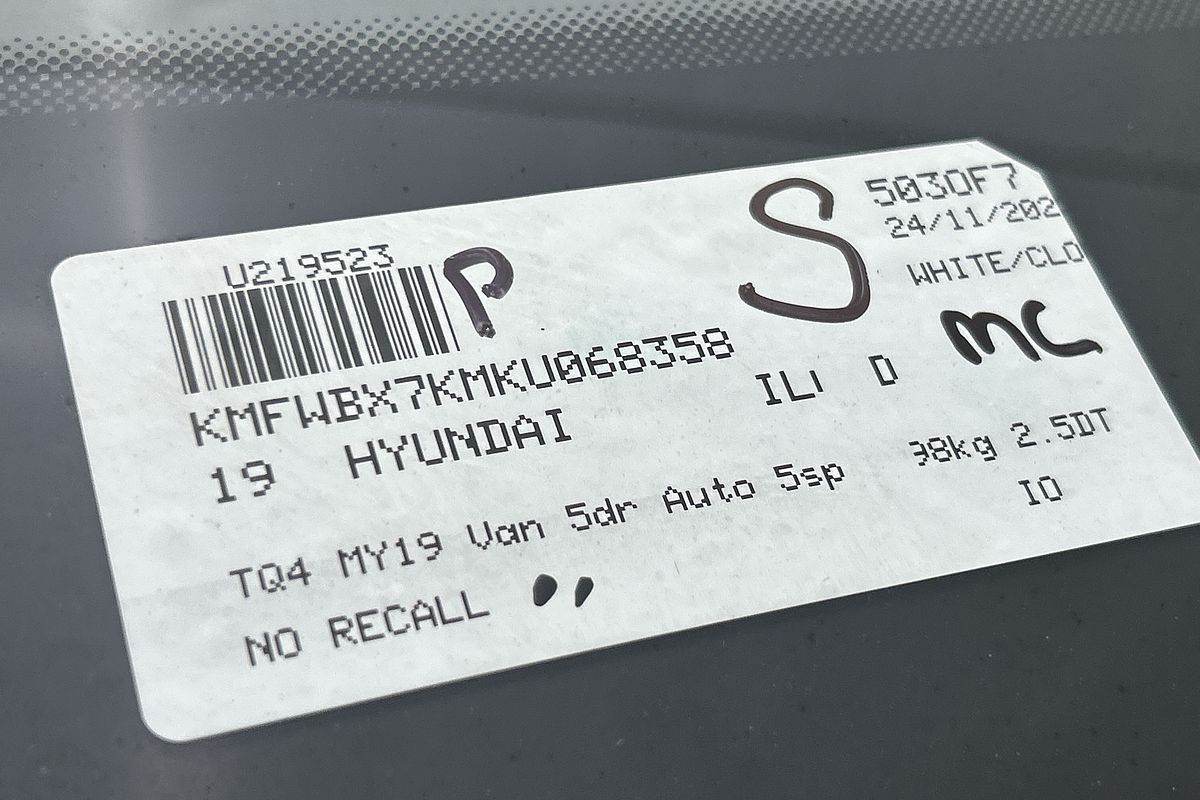 U219523
P
S
503OF7
24/11/202
WHITE/CLO
MC
KMFWBX7KMKU068358
19 HYUNDAI
D
TQ4 MY19 Van 5dr Auto 5sp
98kg 2.5DT
IO
NO RECALL